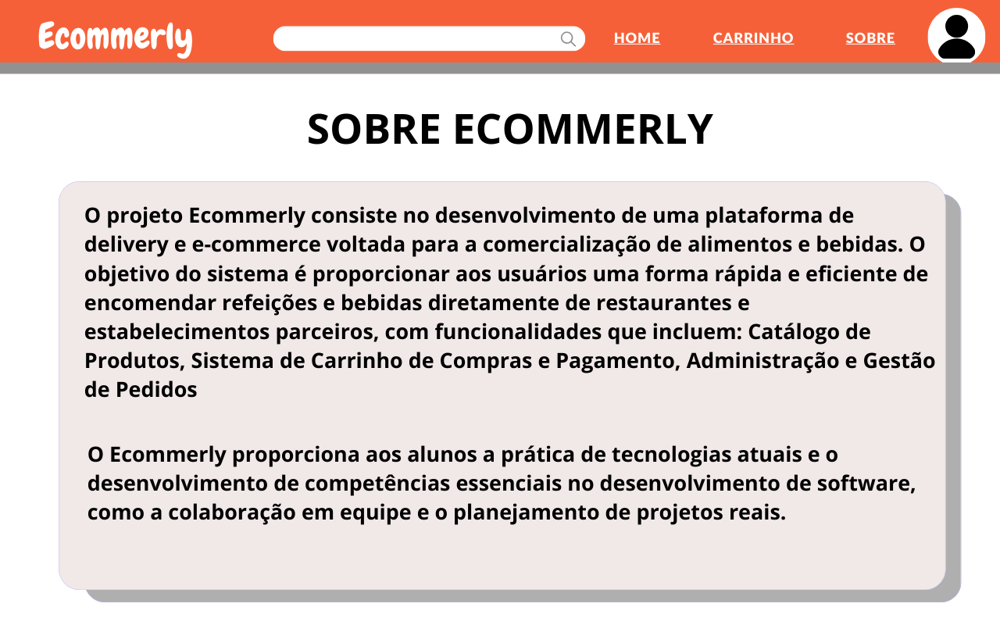 Ecommerly
HOME CARRINHO SOBRE
SOBRE ECOMMERLY
O projeto Ecommerly consiste no desenvolvimento de uma plataforma de
delivery e e-commerce voltada para a comercialização de alimentos e bebidas. O
objetivo do sistema é proporcionar aos usuários uma forma rápida e eficiente de
encomendar refeições e bebidas diretamente de restaurantes e
estabelecimentos parceiros, com funcionalidades que incluem: Catálogo de
Produtos, Sistema de Carrinho de Compras e Pagamento, Administração e Gestão
de Pedidos
O Ecommerly proporciona aos alunos a prática de tecnologias atuais e o
desenvolvimento de competências essenciais no desenvolvimento de software,
como a colaboração em equipe e o planejamento de projetos reais.